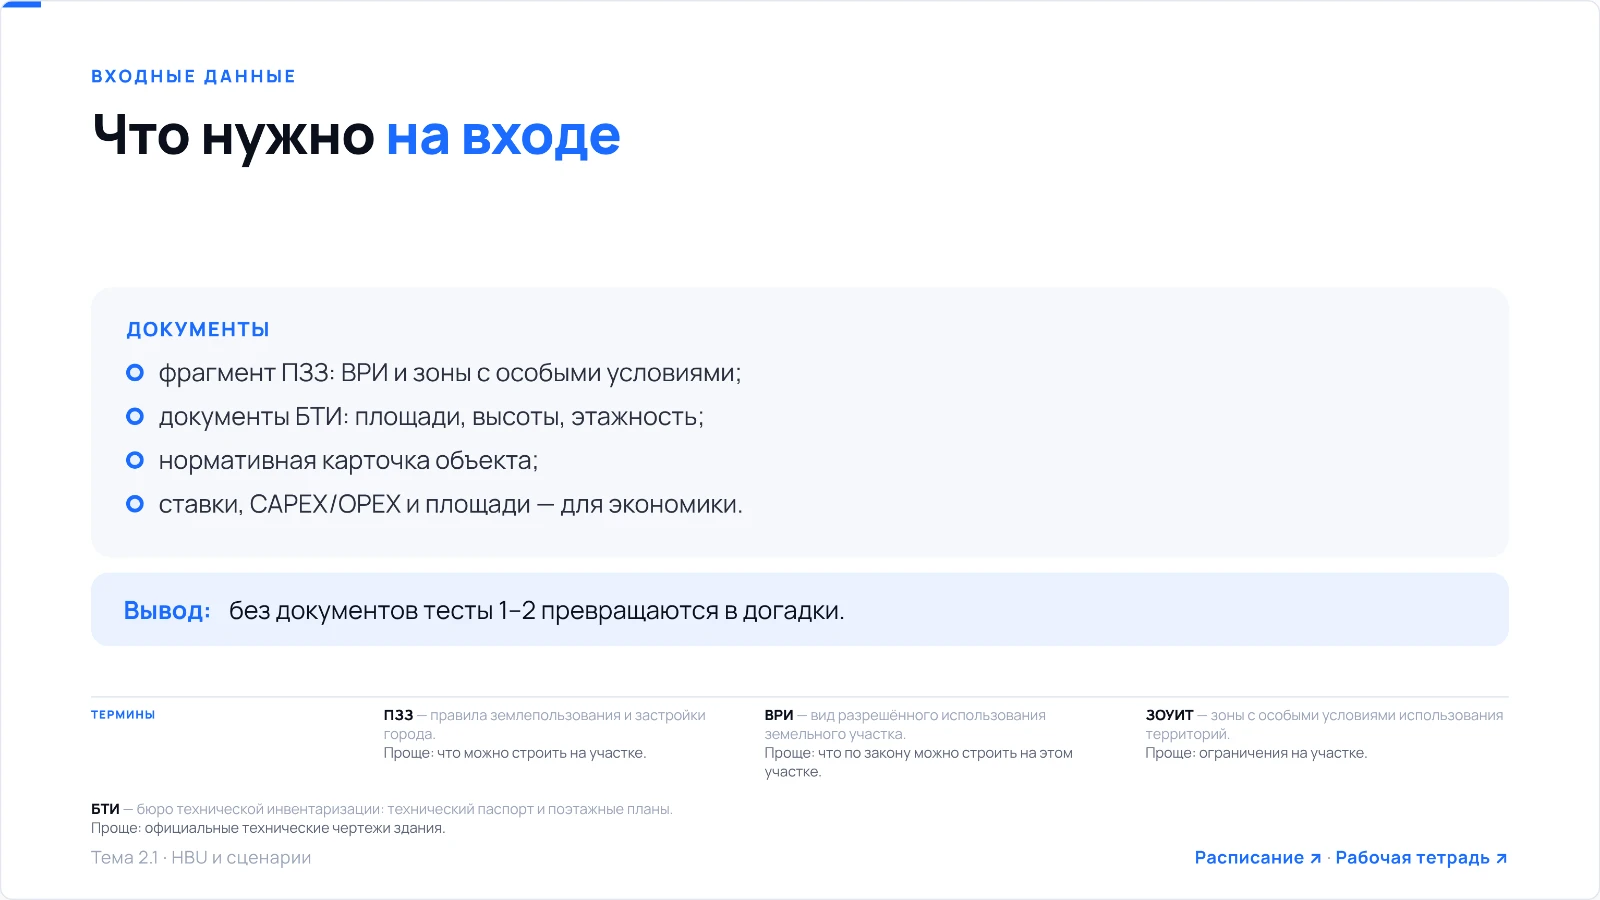 ВХОДНЫЕ ДАННЫЕ
Что нужно на входе
ДОКУМЕНТЫ
фрагмент ПЗЗ: ВРИ и зоны с особыми условиями;
документы БТИ: площади, высоты, этажность;
нормативная карточка объекта;
ставки, CAPEX/OPEX и площади — для экономики.
Вывод: без документов тесты 1–2 превращаются в догадки.
ТЕРМИНЫ
ПЗЗ — правила землепользования и застройки
города.
Проще: что можно строить на участке.
ВРИ — вид разрешённого использования
земельного участка.
Проще: что по закону можно строить на этом
участке.
ЗОУИТ — зоны с особыми условиями использования
территорий.
Проще: ограничения на участке.
БТИ — бюро технической инвентаризации: технический паспорт и поэтажные планы.
Проще: официальные технические чертежи здания.
Тема 2.1 · HBU и сценарии
Расписание ↗ · Рабочая тетрадь ↗